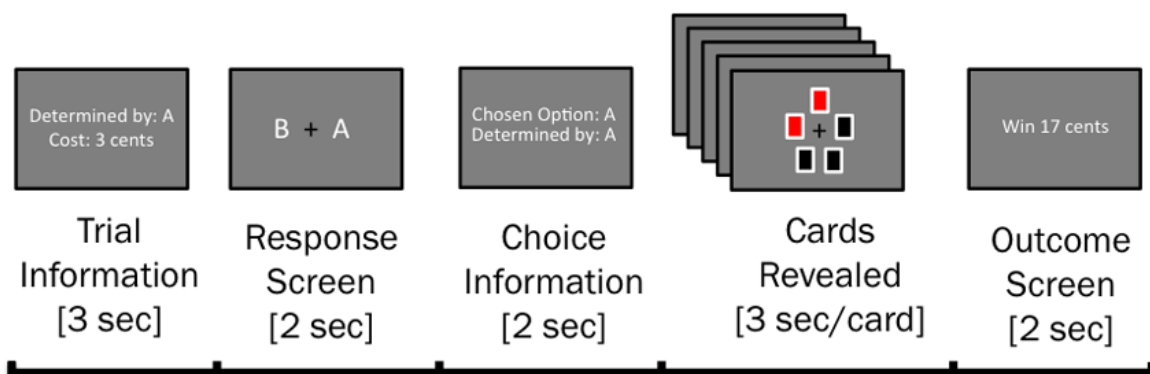 Determined by: A
Cost: 3 cents
B + A
Chosen Option: A
Determined by: A
+
Win 17 cents
Trial
Information
[3 sec]
Response
Screen
[2 sec]
Choice
Information
[2 sec]
Cards
Revealed
[3 sec/card]
Outcome
Screen
[2 sec]